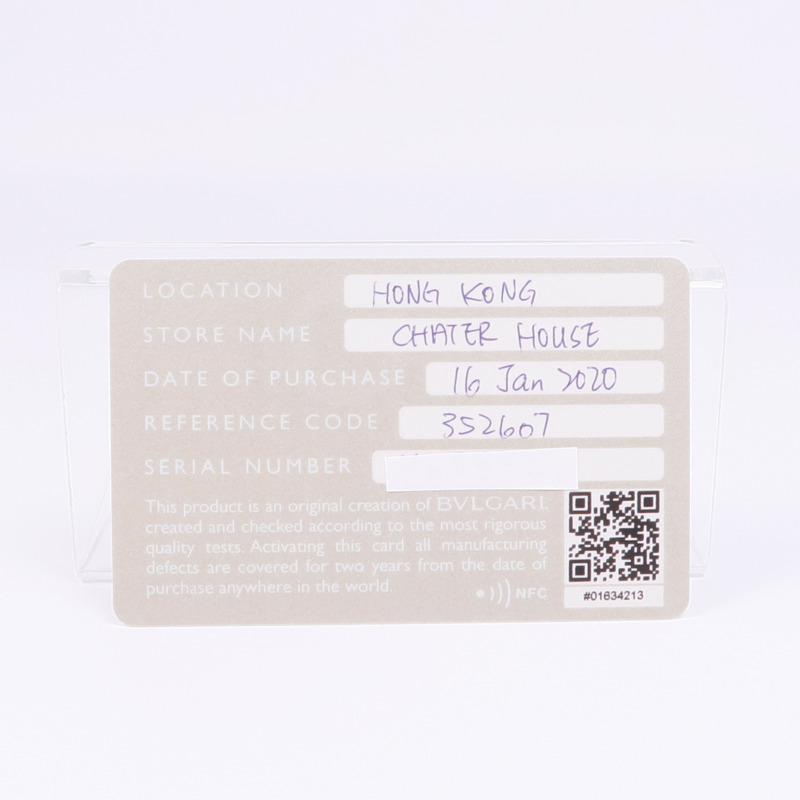 LOCATION HONG KONG
STORE NAME CHATER HOUSE
DATE OF PURCHASE 16 Jan 2020
REFERENCE CODE 352607
SERIAL NUMBER
This product is an original creation of BVLGARI,
created and checked according to the most rigorous
quality tests. Activating this card all manufacturing
defects are covered for two years from the date of
purchase anywhere in the world.
NFC
#01634213